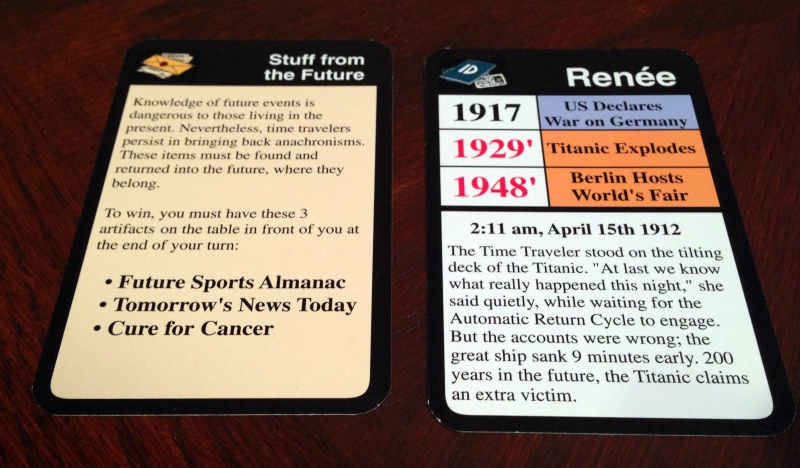 Stuff from
the Future
Knowledge of future events is
dangerous to those living in the
present. Nevertheless, time travelers
persist in bringing back anachronisms.
These items must be found and
returned into the future, where they
belong.
To win, you must have these 3
artifacts on the table in front of you at
the end of your turn:
• Future Sports Almanac
• Tomorrow's News Today
• Cure for Cancer
ID
Renée
1917
US Declares
War on Germany
1929'
Titanic Explodes
1948'
Berlin Hosts
World's Fair
2:11 am, April 15th 1912
The Time Traveler stood on the tilting
deck of the Titanic. "At last we know
what really happened this night," she
said quietly, while waiting for the
Automatic Return Cycle to engage.
But the accounts were wrong; the
great ship sank 9 minutes early. 200
years in the future, the Titanic claims
an extra victim.